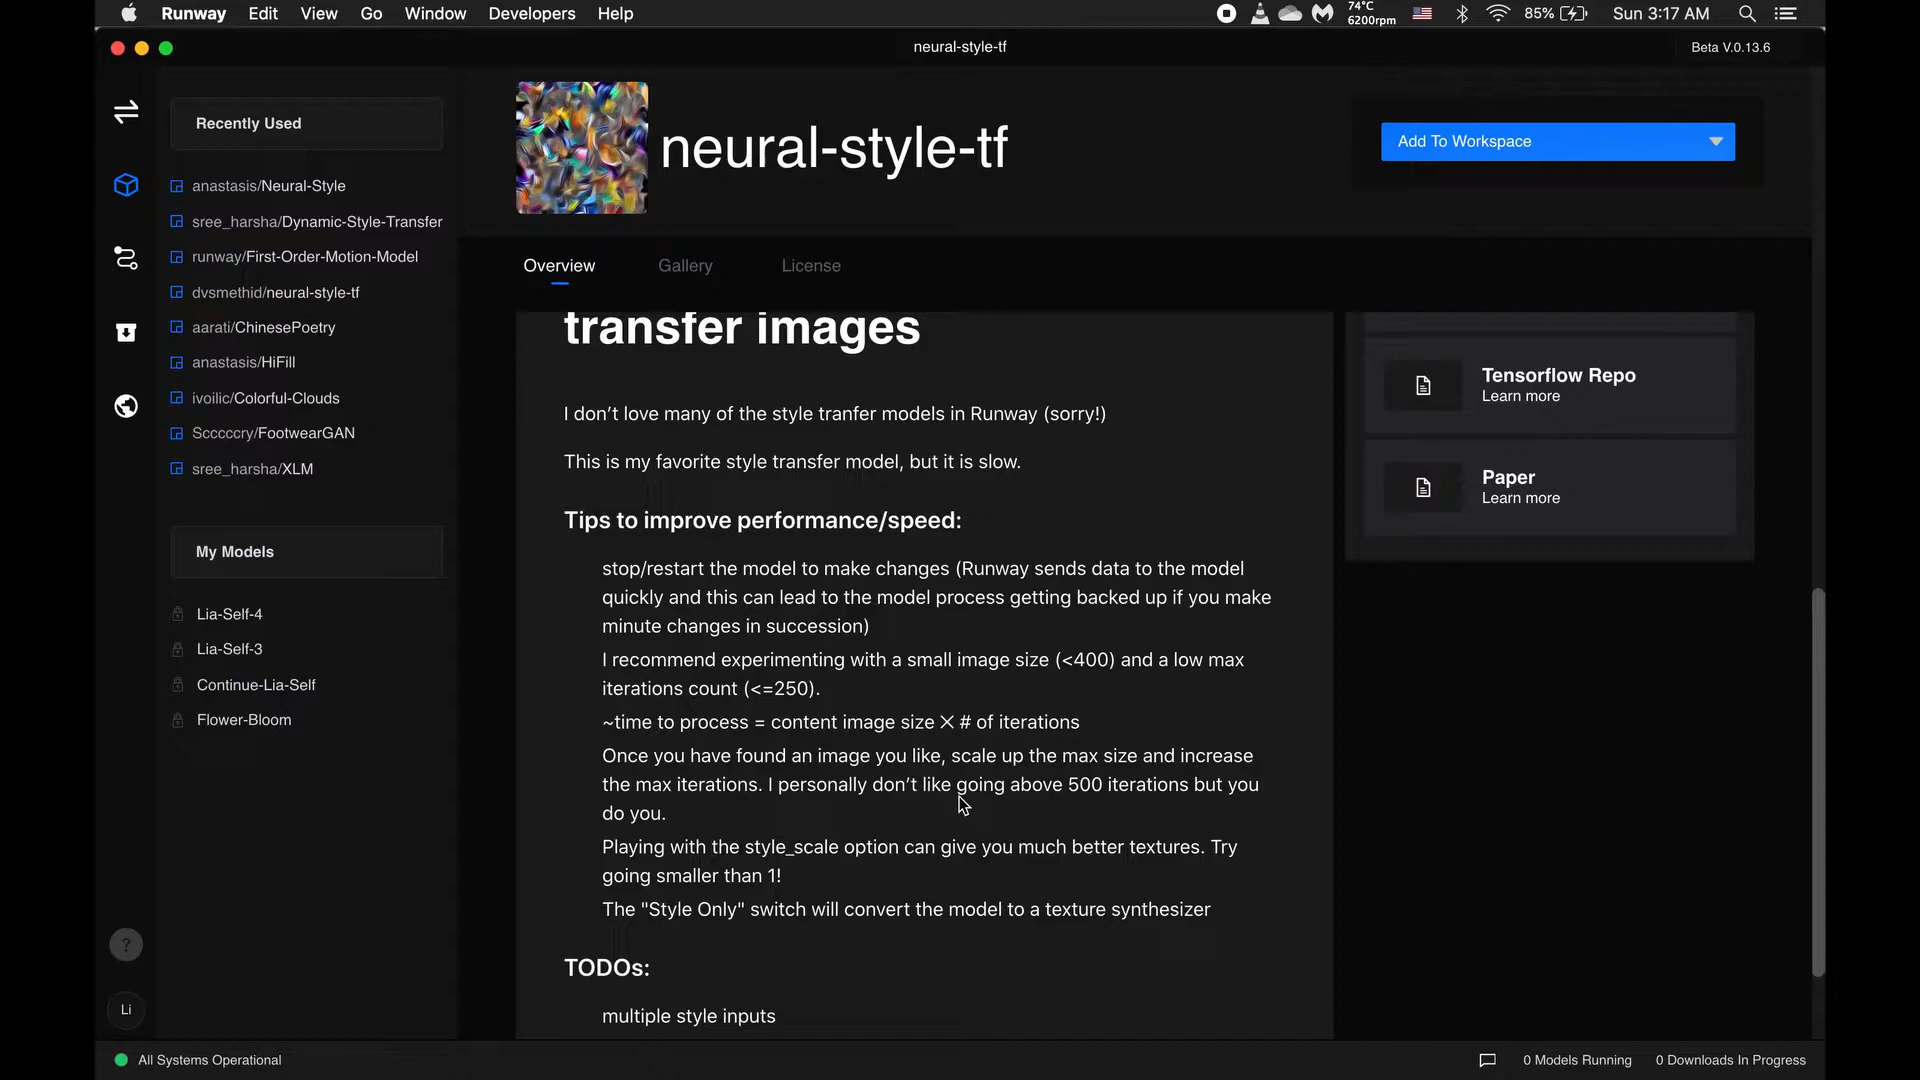 Runway Edit View Go Window Developers Help
74°C
6200rpm
85%
Sun 3:17 AM
neural-style-tf
Beta V.0.13.6
Recently Used
anastasis/Neural-Style
sree_harsha/Dynamic-Style-Transfer
runway/First-Order-Motion-Model
dvsmethid/neural-style-tf
aarati/ChinesePoetry
anastasis/HiFill
ivoilic/Colorful-Clouds
Scccccry/FootwearGAN
sree_harsha/XLM
My Models
Lia-Self-4
Lia-Self-3
Continue-Lia-Self
Flower-Bloom
?
Li
neural-style-tf
Add To Workspace
Overview Gallery License
transfer images
I don’t love many of the style tranfer models in Runway (sorry!)
This is my favorite style transfer model, but it is slow.
Tips to improve performance/speed:
stop/restart the model to make changes (Runway sends data to the model
quickly and this can lead to the model process getting backed up if you make
minute changes in succession)
I recommend experimenting with a small image size (<400) and a low max
iterations count (<=250).
~time to process = content image size × # of iterations
Once you have found an image you like, scale up the max size and increase
the max iterations. I personally don’t like going above 500 iterations but you
do you.
Playing with the style_scale option can give you much better textures. Try
going smaller than 1!
The "Style Only" switch will convert the model to a texture synthesizer
TODOs:
multiple style inputs
Tensorflow Repo
Learn more
Paper
Learn more
All Systems Operational
0 Models Running
0 Downloads In Progress